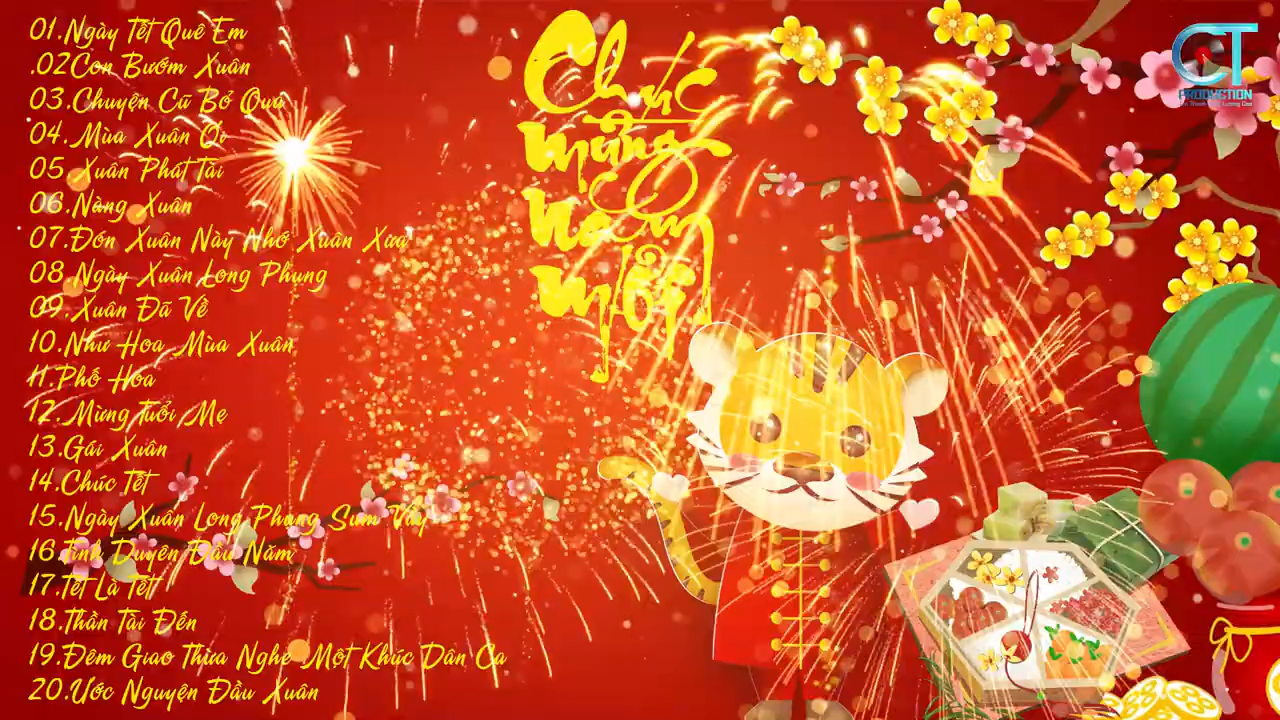 01.Ngày Tết Quê Em
.02Con Bướm Xuân
03.Chuyện Cũ Bỏ Qua
04.Mùa Xuân Ơi
05.Xuân Phát Tài
06.Nàng Xuân
07.Đón Xuân Này Nhớ Xuân Xưa
08.Ngày Xuân Long Phụng
09.Xuân Đã Về
10.Như Hoa Mùa Xuân
11.Phố Hoa
12.Mừng Tuổi Mẹ
13.Gái Xuân
14.Chúc Tết
15.Ngày Xuân Long Phụng Sum Vầy
16.Tình Duyên Đầu Năm
17.Tết Là Tết
18.Thần Tài Đến
19.Đêm Giao Thừa Nghe Một Khúc Dân Ca
20.Ước Nguyện Đầu Xuân
Chúc
mừng
năm
mới
CT
PRODUCTION